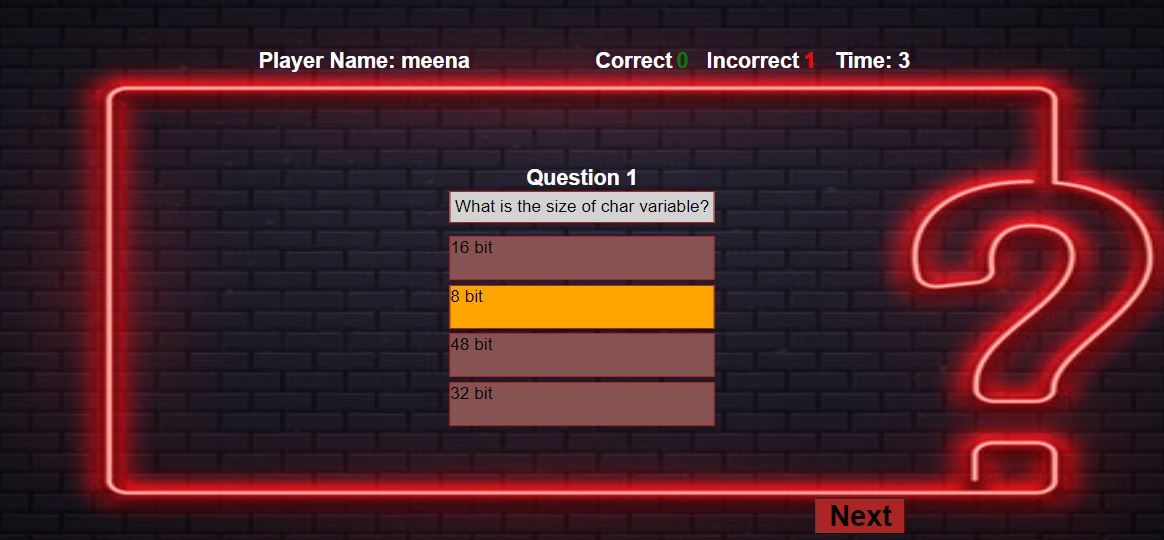 Player Name: meena Correct 0 Incorrect 1 Time: 3
Question 1
What is the size of char variable?
16 bit
8 bit
48 bit
32 bit
Next